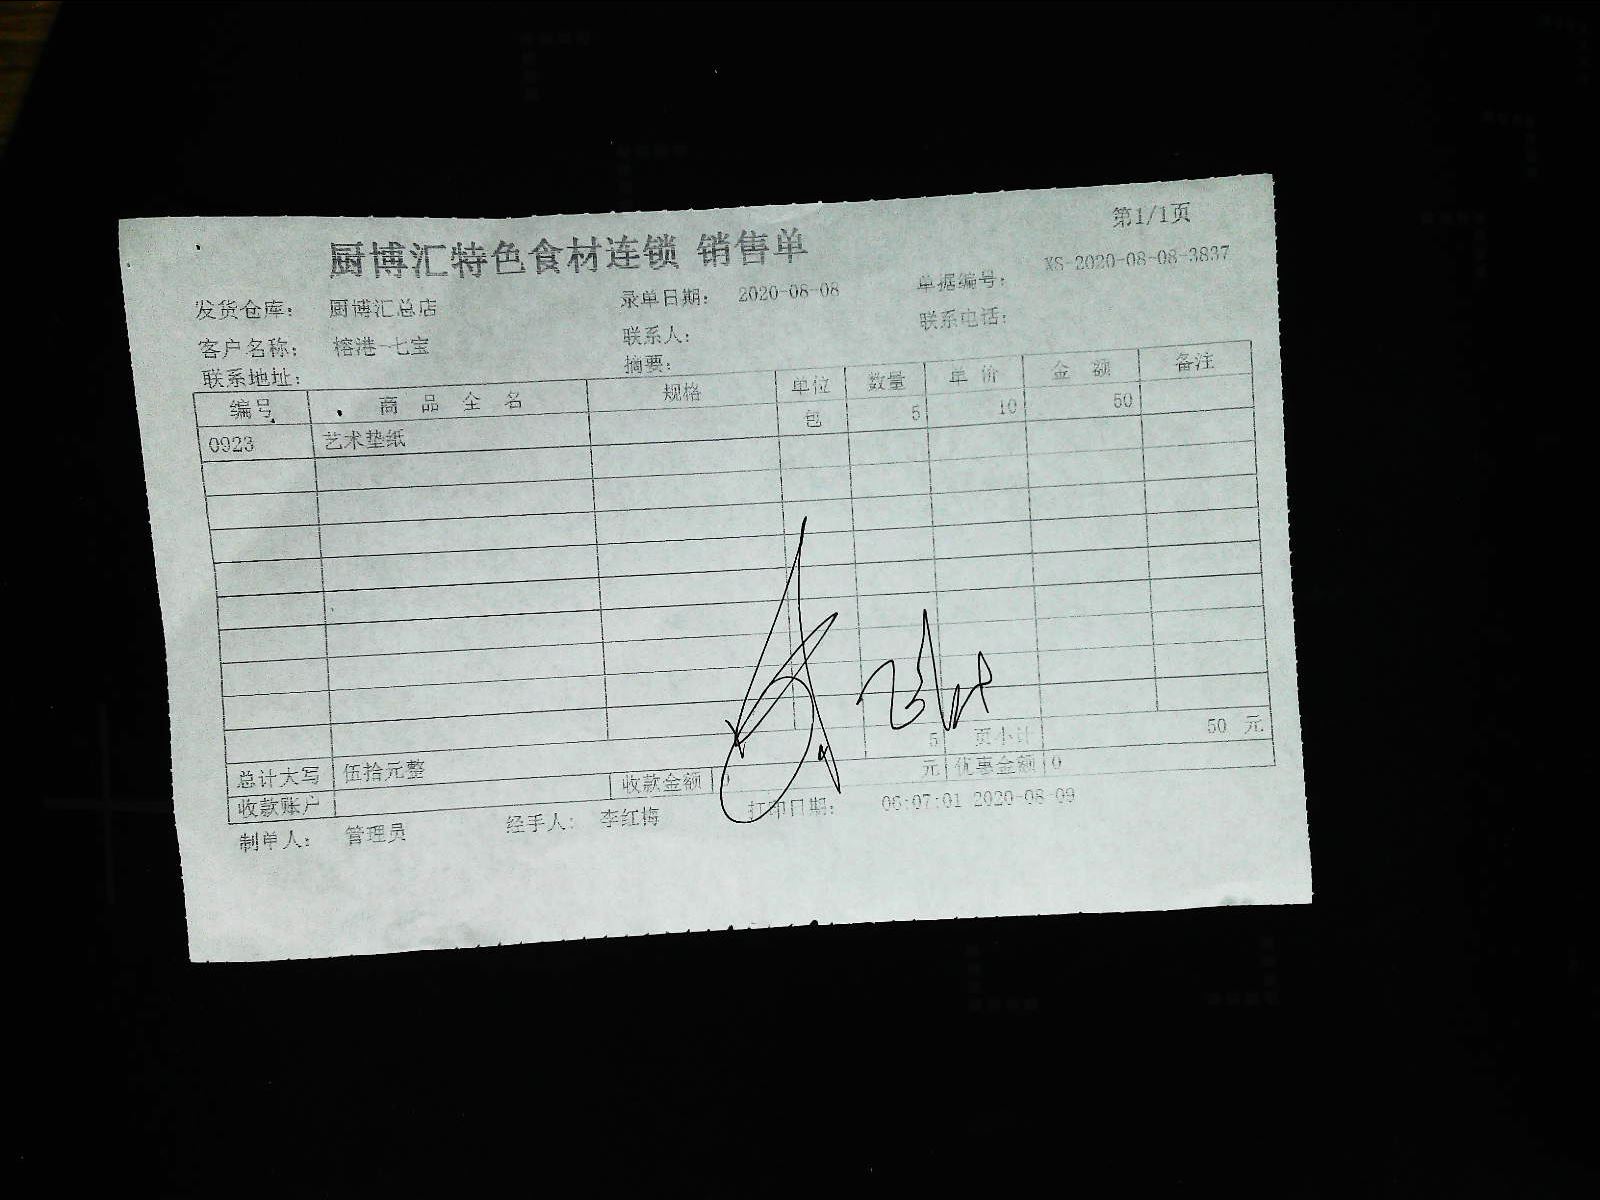 第1/1页
厨博汇特色食材连锁 销售单
发货仓库: 厨博汇总店 录单日期: 2020-08-08 单据编号: XS-2020-08-08-3837
客户名称: 榕港-七宝 联系人: 联系电话:
联系地址: 摘要:
编号 商品全名 规格 单位 数量 单价 金额 备注
0923 艺术垫纸 包 5 10 50
总计大写 伍拾元整 5 页小计 50 元
收款账户 收款金额 0 元 优惠金额 0
制单人: 管理员 经手人: 李红梅 打印日期: 06:07:01 2020-08-09